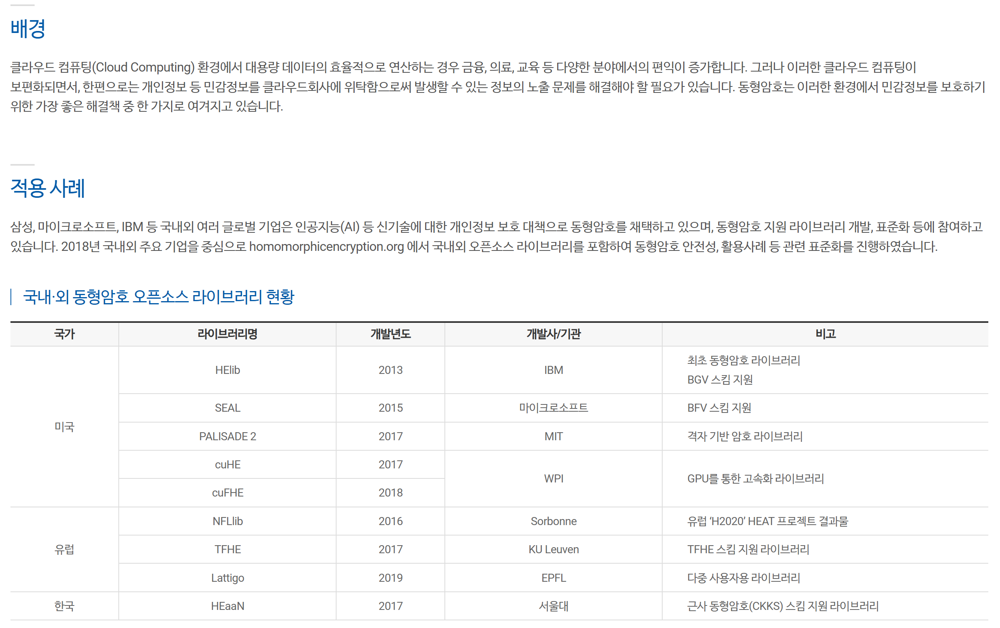 배경
클라우드 컴퓨팅(Cloud Computing) 환경에서 대용량 데이터의 효율적으로 연산하는 경우 금융, 의료, 교육 등 다양한 분야에서의 편익이 증가합니다. 그러나 이러한 클라우드 컴퓨팅이
보편화되면서, 한편으로는 개인정보 등 민감정보를 클라우드회사에 위탁함으로써 발생할 수 있는 정보의 노출 문제를 해결해야 할 필요가 있습니다. 동형암호는 이러한 환경에서 민감정보를 보호하기
위한 가장 좋은 해결책 중 한 가지로 여겨지고 있습니다.
적용 사례
삼성, 마이크로소프트, IBM 등 국내외 여러 글로벌 기업은 인공지능(AI) 등 신기술에 대한 개인정보 보호 대책으로 동형암호를 채택하고 있으며, 동형암호 지원 라이브러리 개발, 표준화 등에 참여하고
있습니다. 2018년 국내외 주요 기업을 중심으로 homomorphicencryption.org 에서 국내외 오픈소스 라이브러리를 포함하여 동형암호 안전성, 활용사례 등 관련 표준화를 진행하였습니다.
국내·외 동형암호 오픈소스 라이브러리 현황
국가 라이브러리명 개발년도 개발사/기관 비고
미국 HElib 2013 IBM 최초 동형암호 라이브러리
BGV 스킴 지원
SEAL 2015 마이크로소프트 BFV 스킴 지원
PALISADE 2 2017 MIT 격자 기반 암호 라이브러리
cuHE 2017 WPI GPU를 통한 고속화 라이브러리
cuFHE 2018
유럽 NFLlib 2016 Sorbonne 유럽 ‘H2020’ HEAT 프로젝트 결과물
TFHE 2017 KU Leuven TFHE 스킴 지원 라이브러리
Lattigo 2019 EPFL 다중 사용자용 라이브러리
한국 HEaaN 2017 서울대 근사 동형암호(CKKS) 스킴 지원 라이브러리